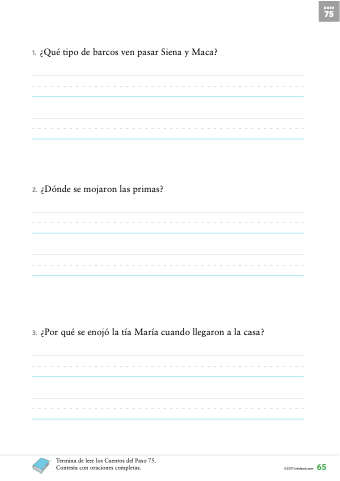 paso
75
1. ¿Qué tipo de barcos ven pasar Siena y Maca?
2. ¿Dónde se mojaron las primas?
3. ¿Por qué se enojó la tía María cuando llegaron a la casa?
Termina de leer los Cuentos del Paso 75.
Contesta con oraciones completas.
65